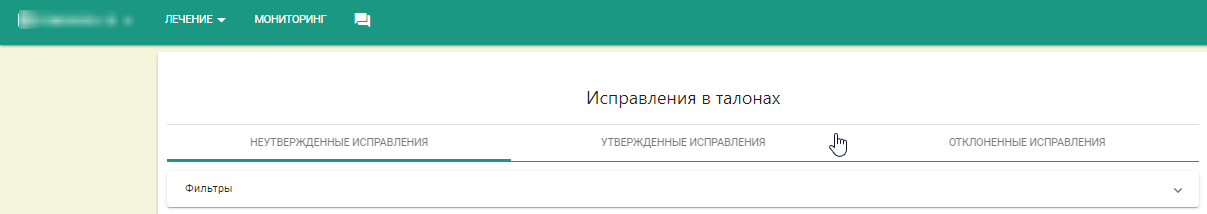 ЛЕЧЕНИЕ МОНИТОРИНГ
Исправления в талонах
НЕУТВЕРЖДЕННЫЕ ИСПРАВЛЕНИЯ УТВЕРЖДЕННЫЕ ИСПРАВЛЕНИЯ ОТКЛОНЕННЫЕ ИСПРАВЛЕНИЯ
Фильтры